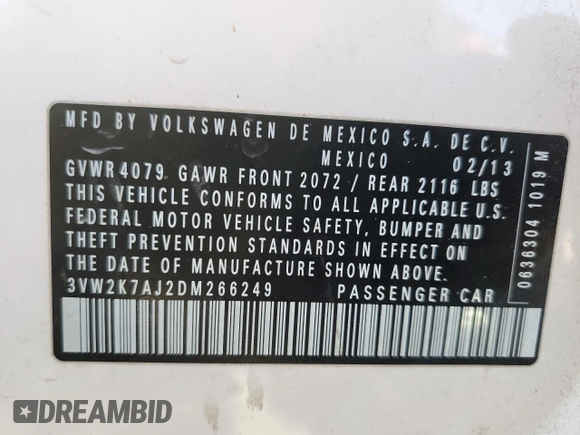 MFD BY VOLKSWAGEN DE MEXICO S.A. DE C.V.
MEXICO 02/13
GVWR 4079 GAWR FRONT 2072 / REAR 2116 LBS
THIS VEHICLE CONFORMS TO ALL APPLICABLE U.S.
FEDERAL MOTOR VEHICLE SAFETY, BUMPER AND
THEFT PREVENTION STANDARDS IN EFFECT ON
THE DATE OF MANUFACTURE SHOWN ABOVE.
3VW2K7AJ2DM266249 PASSENGER CAR
0636304 1019 M
DREAMBID